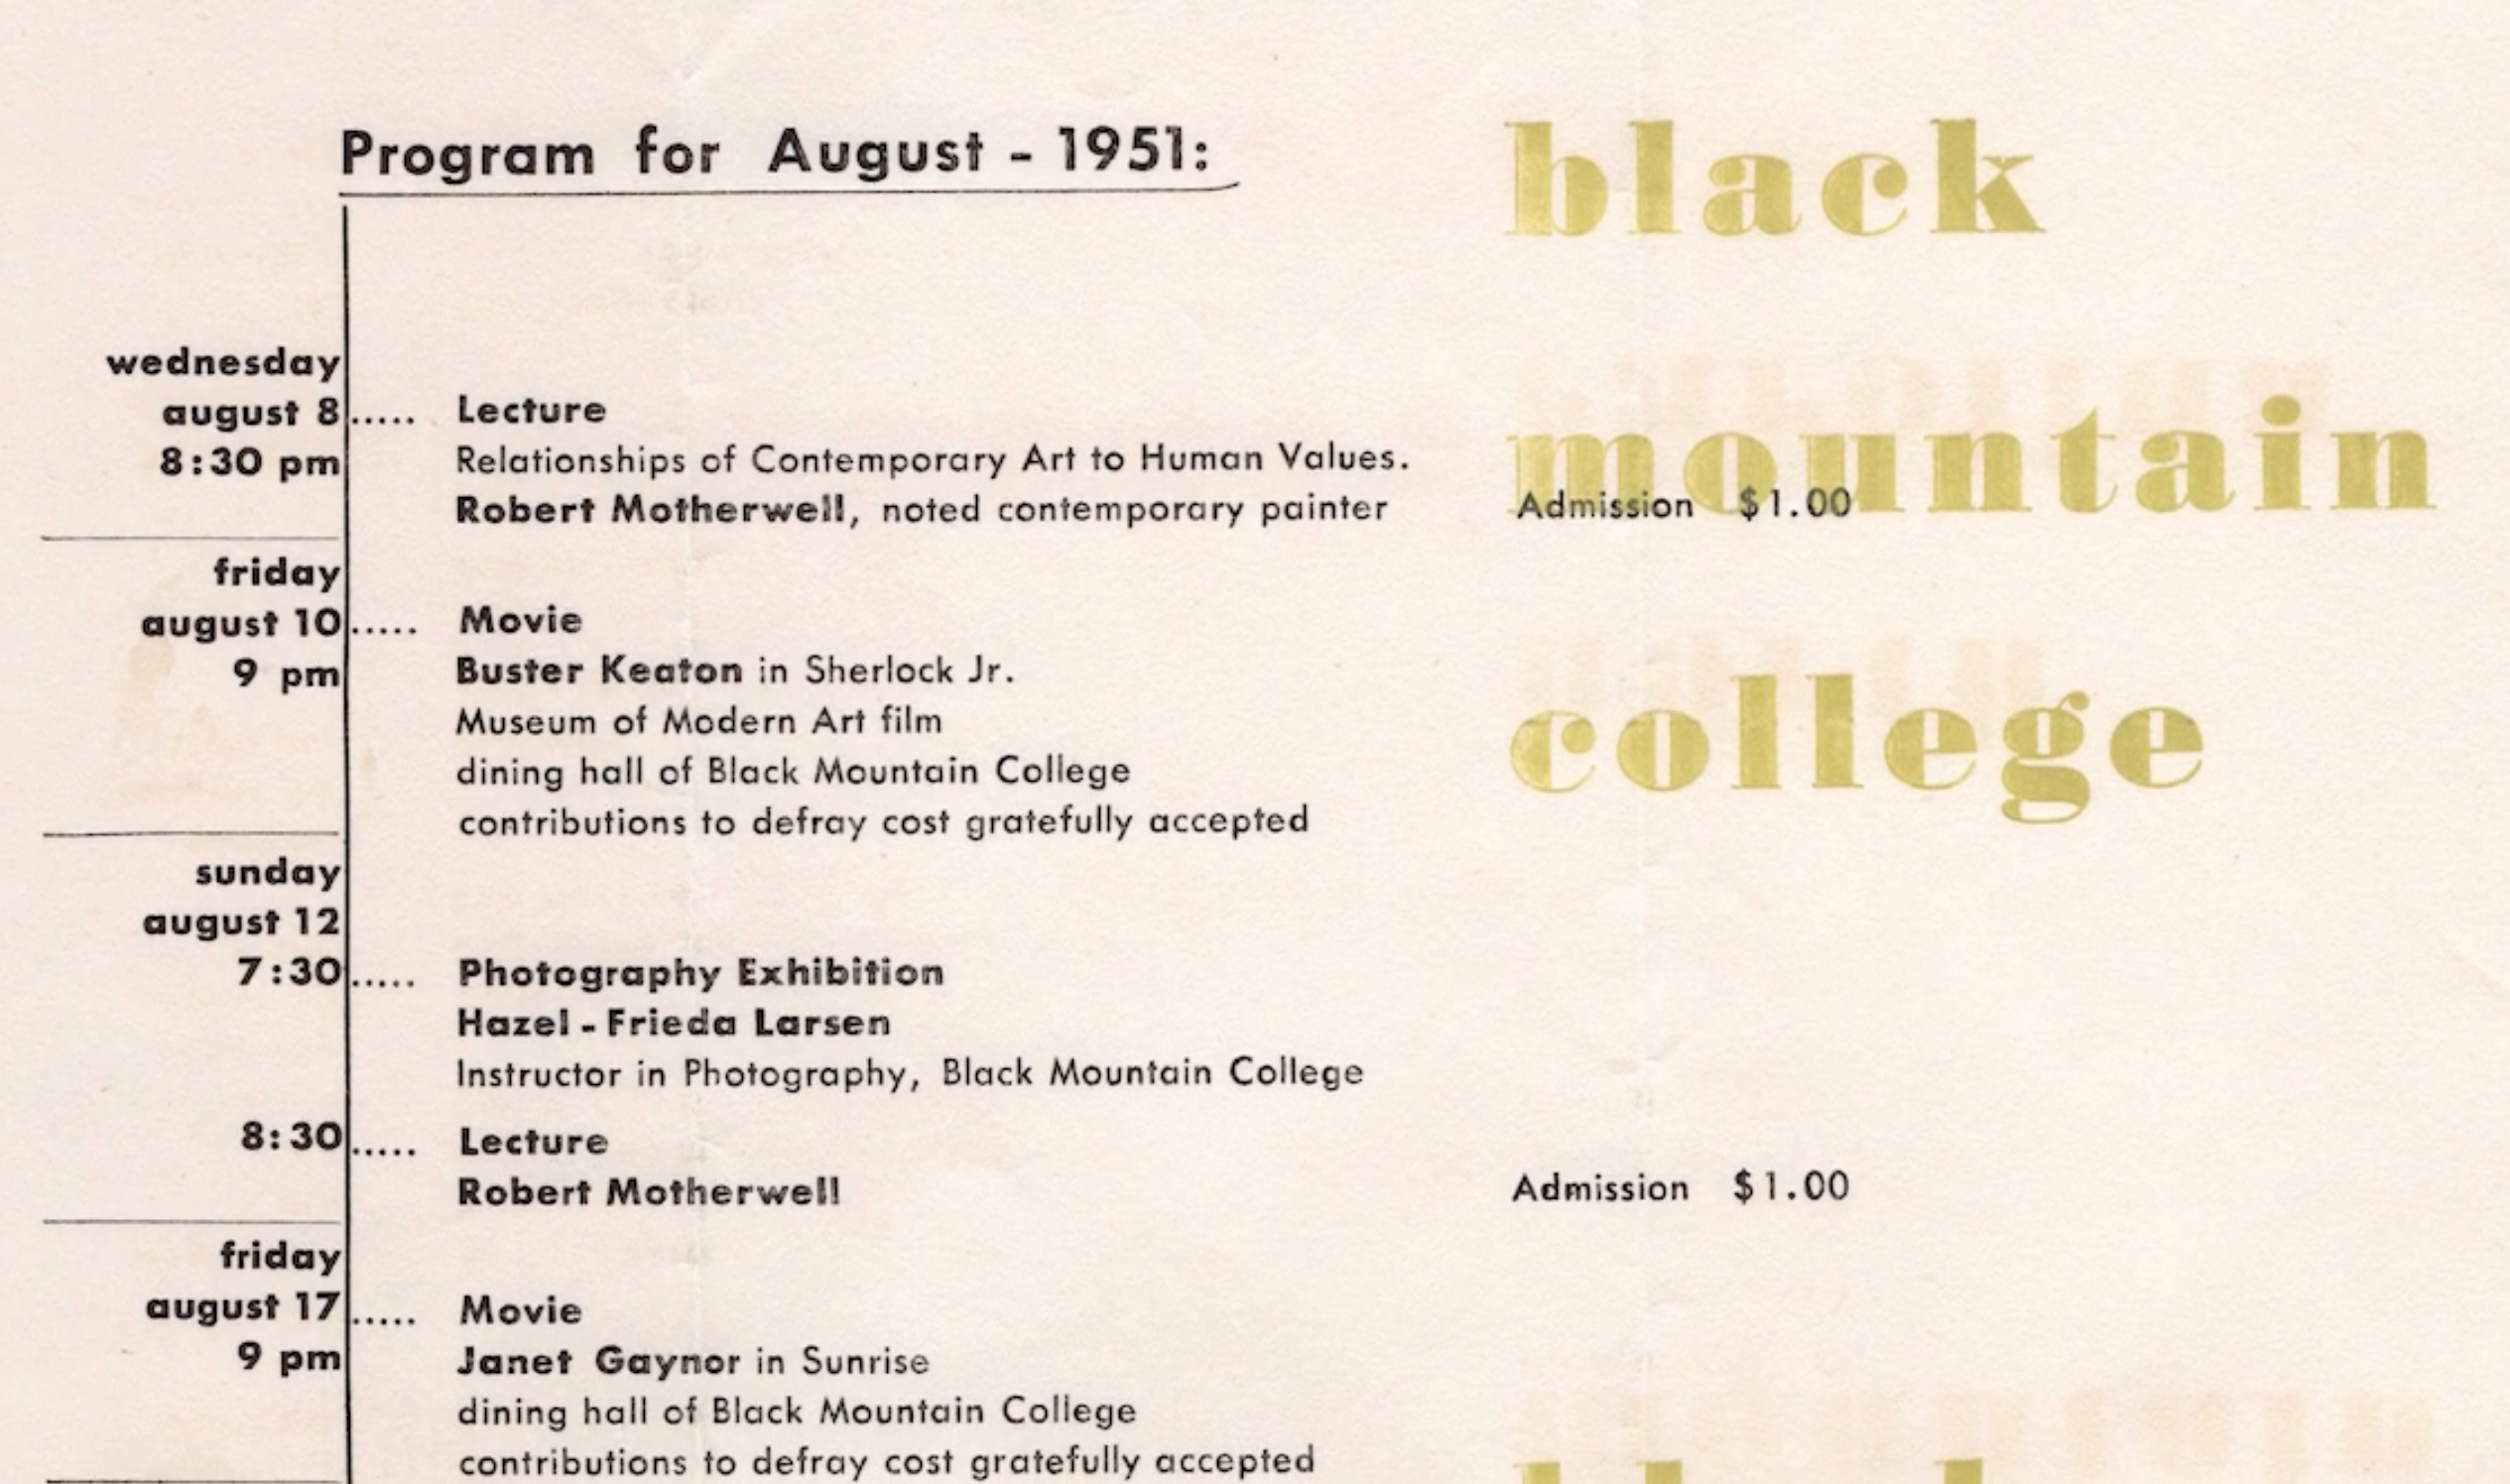 Program for August - 1951:
black
mountain
college
wednesday
august 8..... Lecture
8:30 pm Relationships of Contemporary Art to Human Values.
Robert Motherwell, noted contemporary painter Admission $1.00
friday
august 10..... Movie
9 pm Buster Keaton in Sherlock Jr.
Museum of Modern Art film
dining hall of Black Mountain College
contributions to defray cost gratefully accepted
sunday
august 12
7:30..... Photography Exhibition
Hazel - Frieda Larsen
Instructor in Photography, Black Mountain College
8:30..... Lecture
Robert Motherwell Admission $1.00
friday
august 17..... Movie
9 pm Janet Gaynor in Sunrise
dining hall of Black Mountain College
contributions to defray cost gratefully accepted